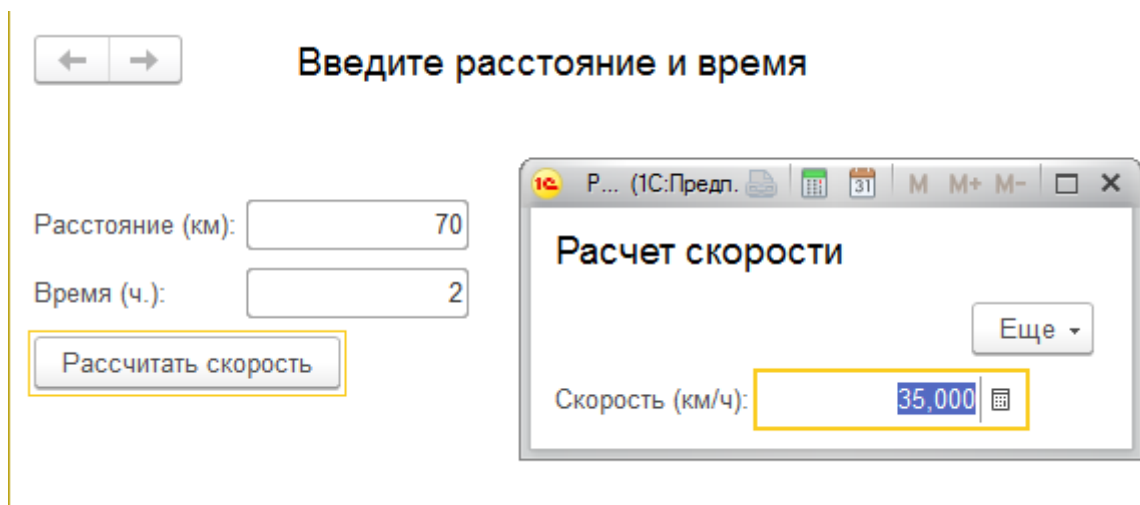 Введите расстояние и время
Расстояние (км): 70
Время (ч.): 2
Рассчитать скорость
1С Р... (1С:Предп. 31 M M+ M-
Расчет скорости
Еще
Скорость (км/ч): 35,000